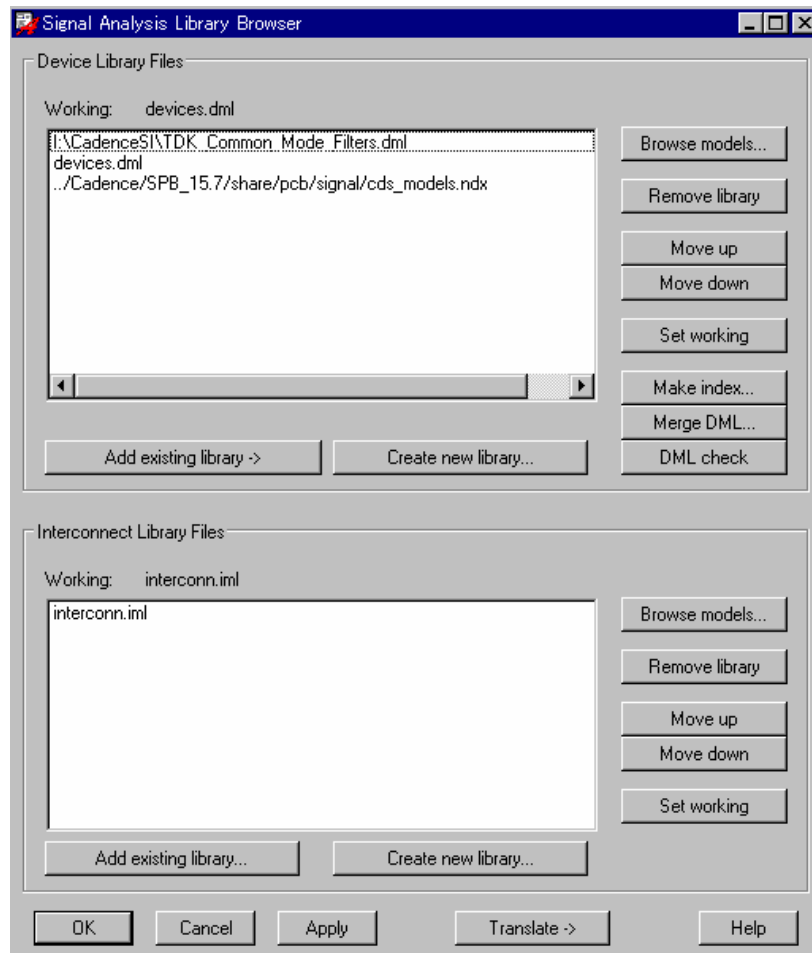 Signal Analysis Library Browser
Device Library Files
Working: devices.dml
I:\CadenceSI\TDK_Common_Mode_Filters.dml
devices.dml
../Cadence/SPB_15.7/share/pcb/signal/cds_models.ndx
Browse models...
Remove library
Move up
Move down
Set working
Make index...
Merge DML...
DML check
Add existing library ->
Create new library...
Interconnect Library Files
Working: interconn.iml
interconn.iml
Browse models...
Remove library
Move up
Move down
Set working
Add existing library...
Create new library...
OK
Cancel
Apply
Translate ->
Help